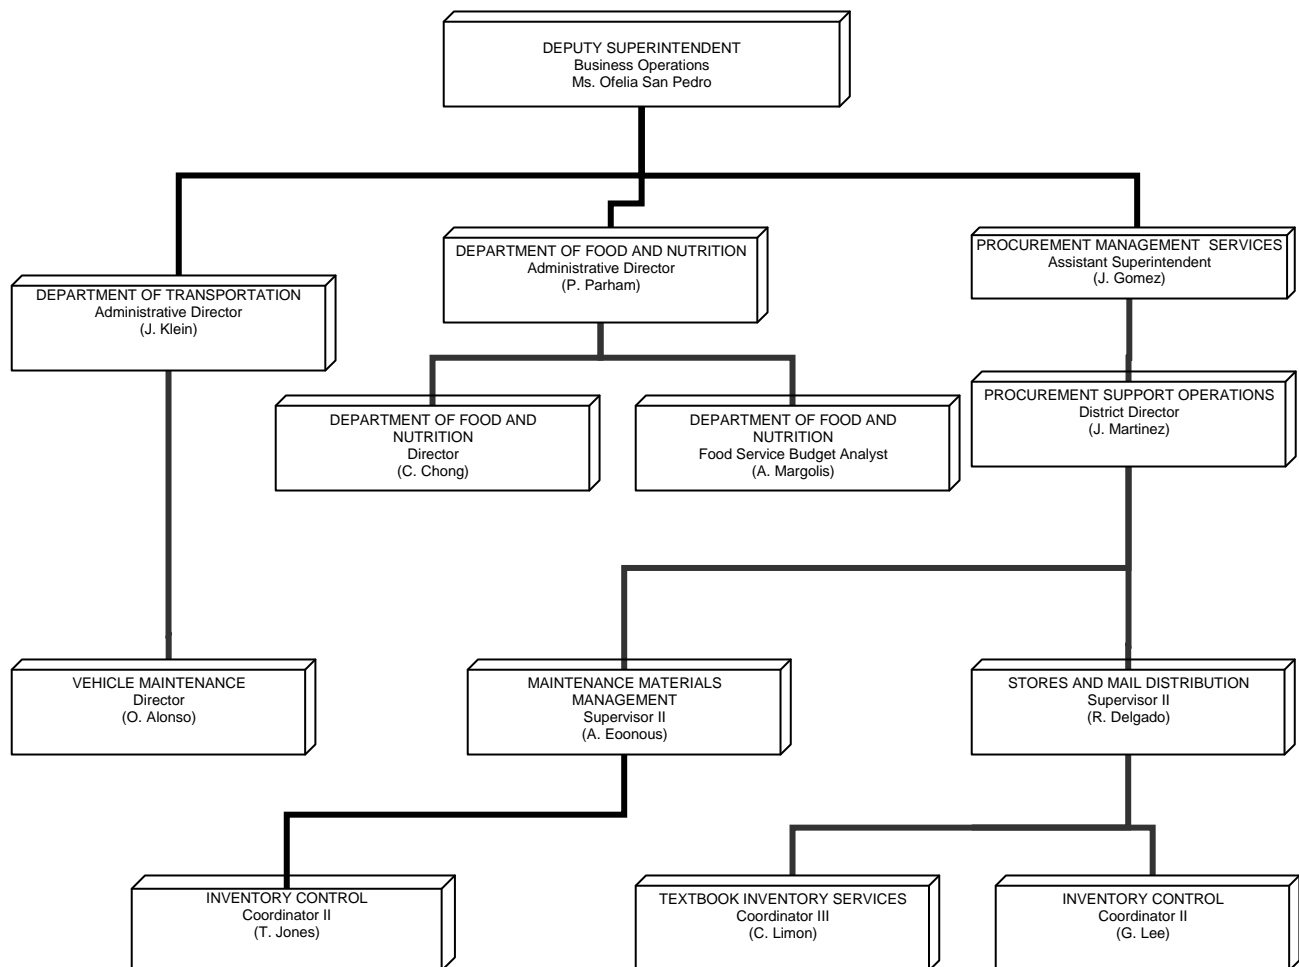 DEPUTY SUPERINTENDENT
Business Operations
Ms. Ofelia San Pedro
DEPARTMENT OF FOOD AND NUTRITION
Administrative Director
(P. Parham)
PROCUREMENT MANAGEMENT SERVICES
Assistant Superintendent
(J. Gomez)
DEPARTMENT OF TRANSPORTATION
Administrative Director
(J. Klein)
DEPARTMENT OF FOOD AND
NUTRITION
Director
(C. Chong)
DEPARTMENT OF FOOD AND
NUTRITION
Food Service Budget Analyst
(A. Margolis)
PROCUREMENT SUPPORT OPERATIONS
District Director
(J. Martinez)
VEHICLE MAINTENANCE
Director
(O. Alonso)
MAINTENANCE MATERIALS
MANAGEMENT
Supervisor II
(A. Eoonous)
STORES AND MAIL DISTRIBUTION
Supervisor II
(R. Delgado)
INVENTORY CONTROL
Coordinator II
(T. Jones)
TEXTBOOK INVENTORY SERVICES
Coordinator III
(C. Limon)
INVENTORY CONTROL
Coordinator II
(G. Lee)